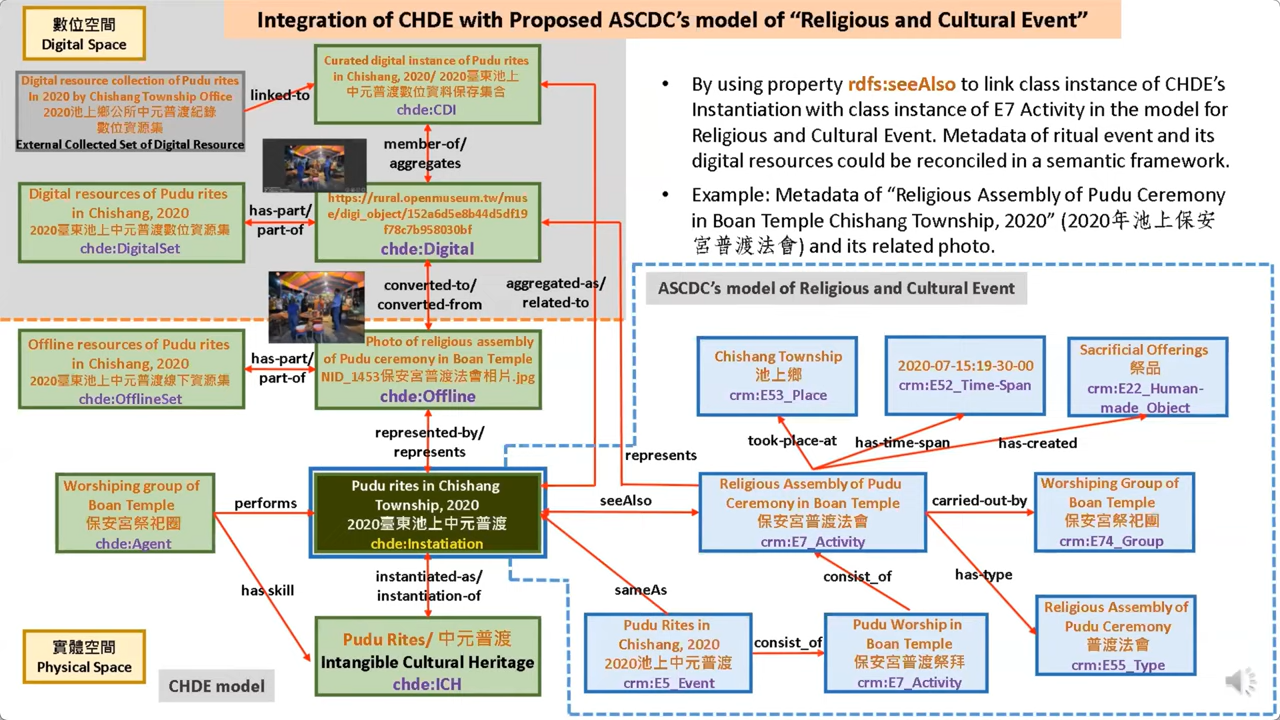 Integration of CHDE with Proposed ASCDC's model of “Religious and Cultural Event”
數位空間
Digital Space
Digital resource collection of Pudu rites
In 2020 by Chishang Township Office
2020池上鄉公所中元普渡紀錄
數位資源集
External Collected Set of Digital Resource
linked-to
Curated digital instance of Pudu rites
in Chishang, 2020/ 2020臺東池上
中元普渡數位資料保存集合
chde:CDI
member-of/
aggregates
Digital resources of Pudu rites
in Chishang, 2020
2020臺東池上中元普渡數位資源集
chde:DigitalSet
has-part/
part-of
https://rural.openmuseum.tw/mus
e/digi_object/152a6d5e8b44d5df19
f78c7b958030bf
chde:Digital
converted-to/
converted-from
aggregated-as/
related-to
Offline resources of Pudu rites
in Chishang, 2020
2020臺東池上中元普渡線下資源集
chde:OfflineSet
has-part/
part-of
Photo of religious assembly
of Pudu ceremony in Boan Temple
NID_1453保安宮普渡法會相片.jpg
chde:Offline
represented-by/
represents
Worshiping group of
Boan Temple
保安宮祭祀團
chde:Agent
performs
has skill
Pudu rites in Chishang
Township, 2020
2020臺東池上中元普渡
chde:Instatiation
instantiated-as/
instantiation-of
Pudu Rites/ 中元普渡
Intangible Cultural Heritage
chde:ICH
實體空間
Physical Space
CHDE model
• By using property rdfs:seeAlso to link class instance of CHDE's
Instantiation with class instance of E7 Activity in the model for
Religious and Cultural Event. Metadata of ritual event and its
digital resources could be reconciled in a semantic framework.
• Example: Metadata of “Religious Assembly of Pudu Ceremony
in Boan Temple Chishang Township, 2020” (2020年池上保安
宮普渡法會) and its related photo.
ASCDC's model of Religious and Cultural Event
Chishang Township
池上鄉
crm:E53_Place
2020-07-15:19-30-00
crm:E52_Time-Span
Sacrificial Offerings
祭品
crm:E22_Human-
made_Object
took-place-at
has-time-span
has-created
represents
seeAlso
Religious Assembly of Pudu
Ceremony in Boan Temple
保安宮普渡法會
crm:E7_Activity
carried-out-by
Worshiping Group of
Boan Temple
保安宮祭祀團
crm:E74_Group
has-type
consist_of
sameAs
Pudu Rites in
Chishang, 2020
2020池上中元普渡
crm:E5_Event
consist_of
Pudu Worship in
Boan Temple
保安宮普渡祭拜
crm:E7_Activity
Religious Assembly of
Pudu Ceremony
普渡法會
crm:E55_Type